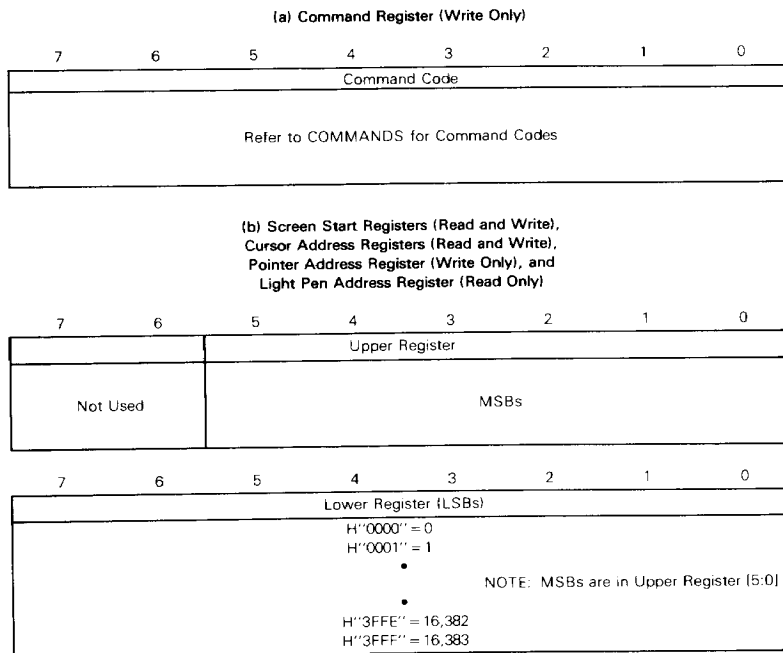 (a) Command Register (Write Only)
7 6 5 4 3 2 1 0
Command Code
Refer to COMMANDS for Command Codes
(b) Screen Start Registers (Read and Write),
Cursor Address Registers (Read and Write),
Pointer Address Register (Write Only), and
Light Pen Address Register (Read Only)
7 6 5 4 3 2 1 0
Upper Register
Not Used MSBs
7 6 5 4 3 2 1 0
Lower Register (LSBs)
H''0000'' = 0
H''0001'' = 1
•
NOTE: MSBs are in Upper Register [5:0]
•
H''3FFE'' = 16,382
H''3FFF'' = 16,383